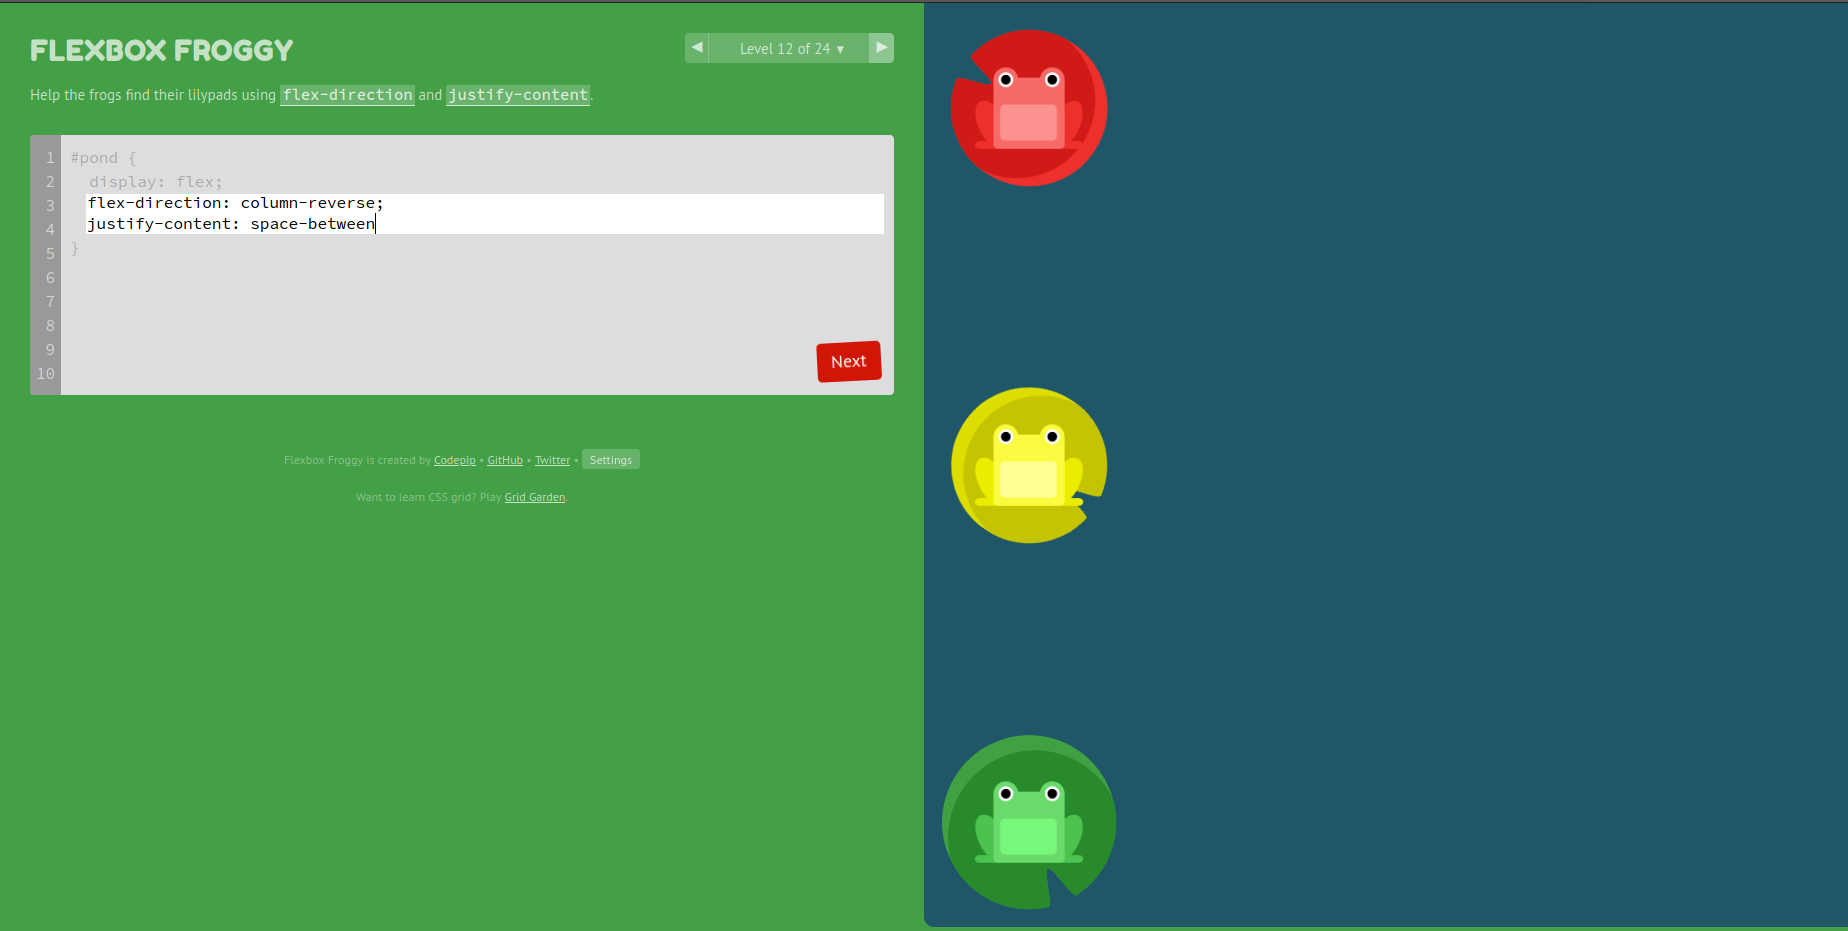 FLEXBOX FROGGY
◀ Level 12 of 24 ▼ ▶
Help the frogs find their lilypads using flex-direction and justify-content.
1 #pond {
2 display: flex;
3 flex-direction: column-reverse;
4 justify-content: space-between
5 }
6
7
8
9
10
Next
Flexbox Froggy is created by Codepip • GitHub • Twitter • Settings
Want to learn CSS grid? Play Grid Garden.